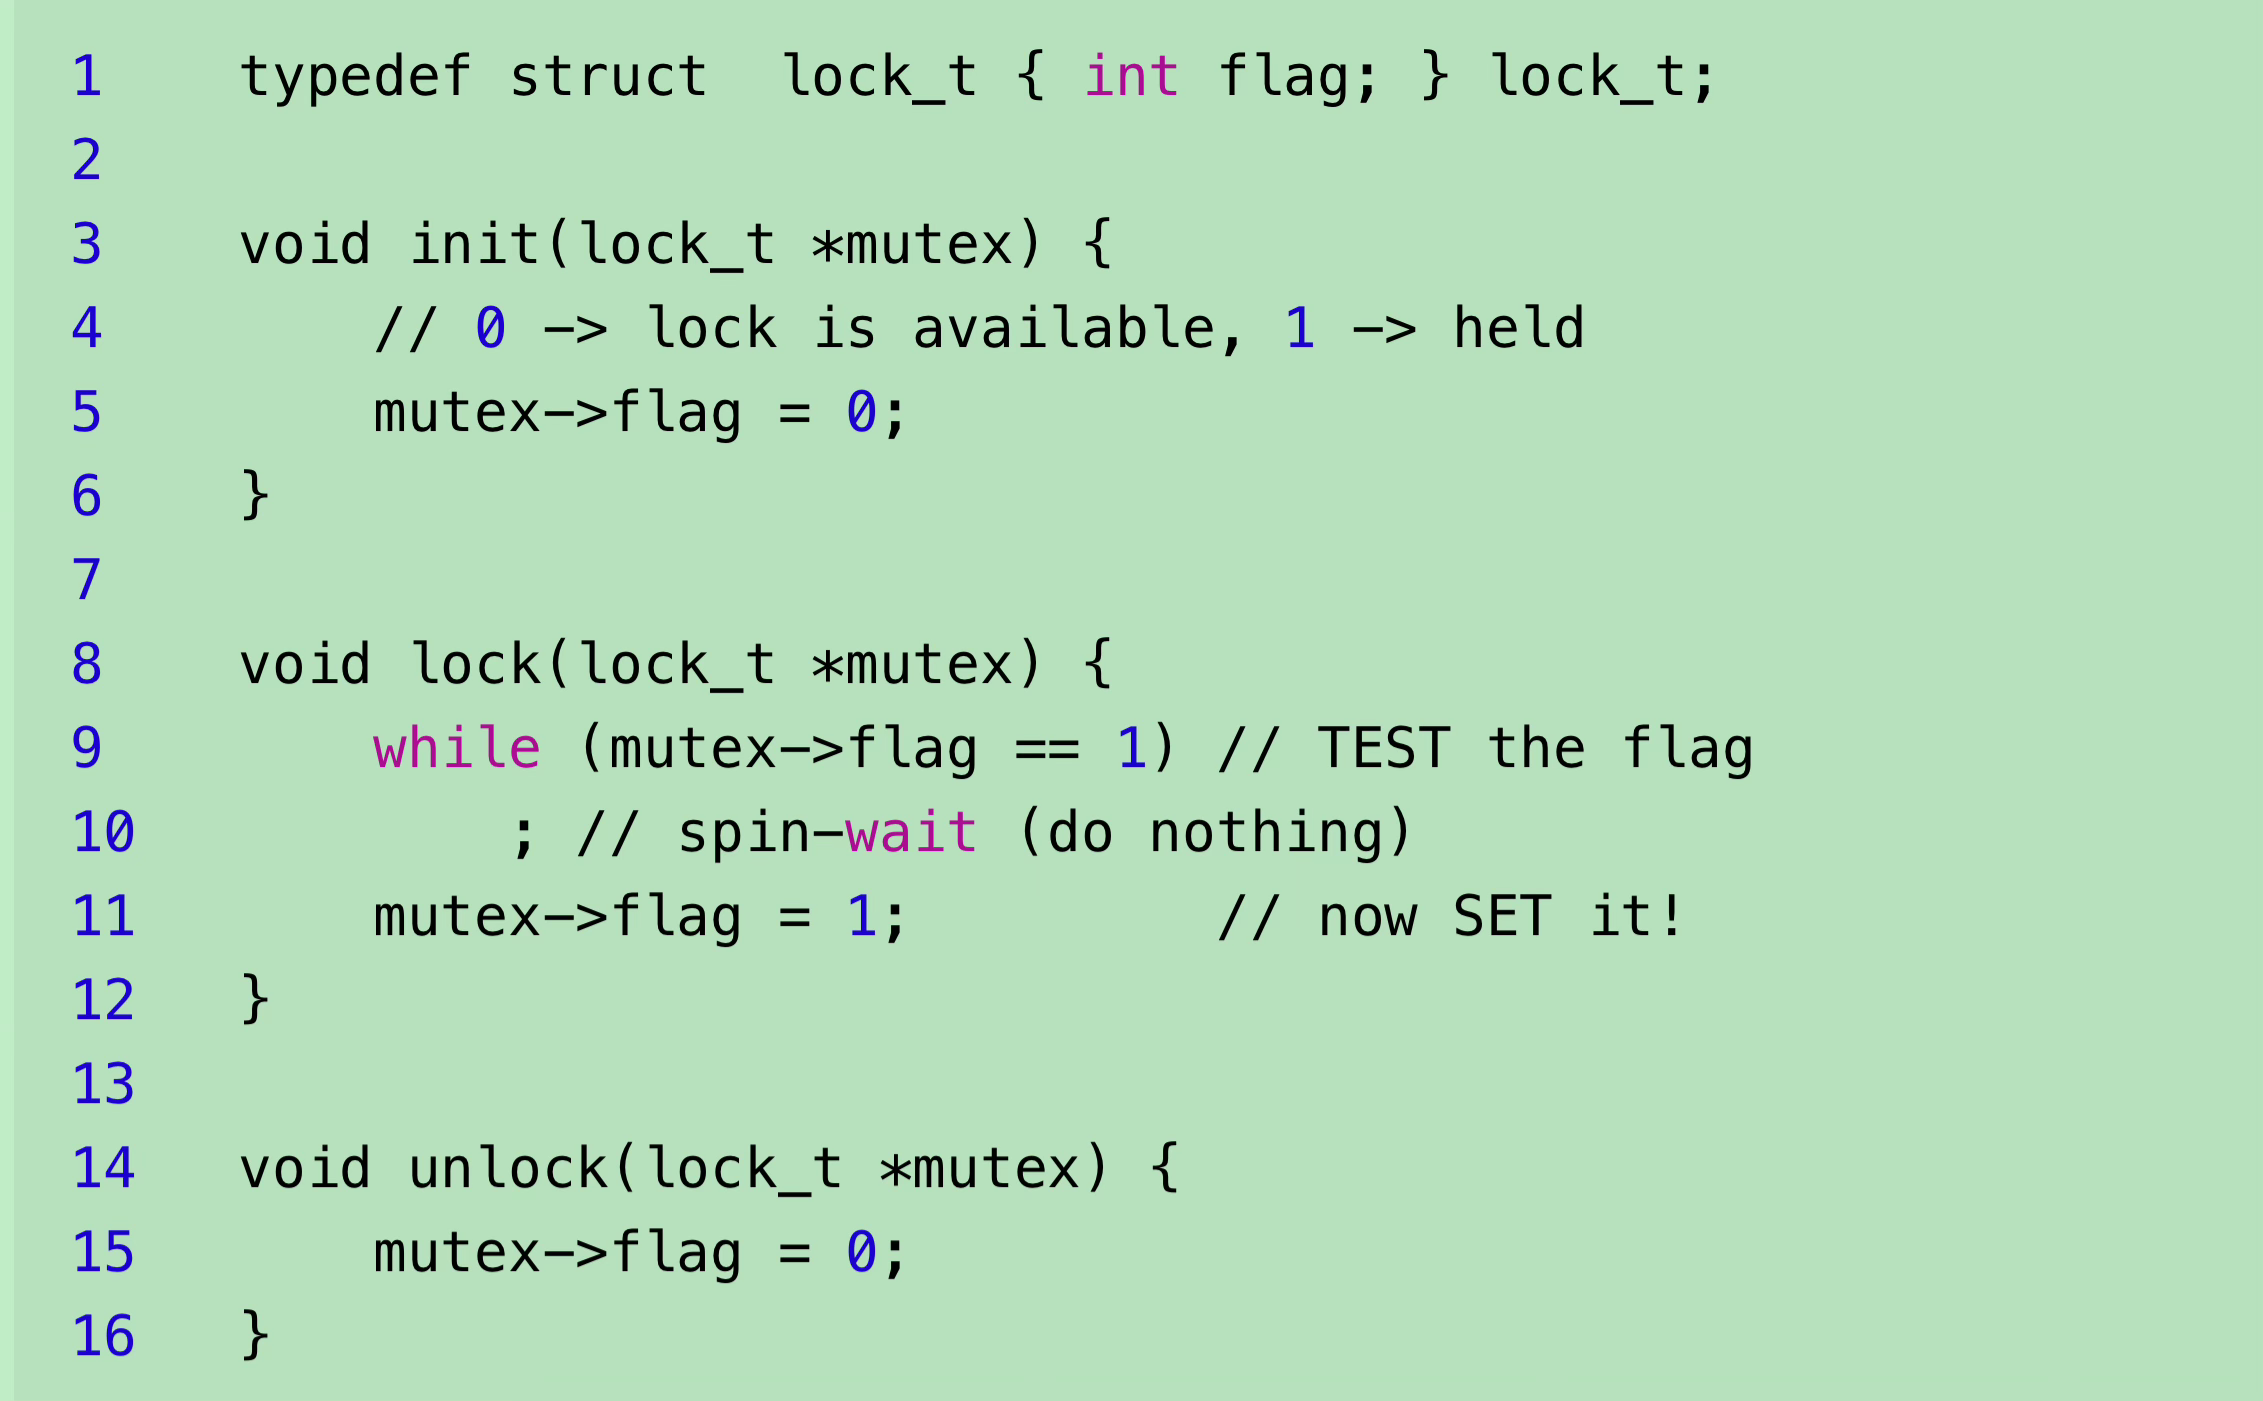 1    typedef struct  lock_t { int flag; } lock_t;
2
3    void init(lock_t *mutex) {
4        // 0 -> lock is available, 1 -> held
5        mutex->flag = 0;
6    }
7
8    void lock(lock_t *mutex) {
9        while (mutex->flag == 1) // TEST the flag
10           ; // spin-wait (do nothing)
11       mutex->flag = 1;         // now SET it!
12   }
13
14   void unlock(lock_t *mutex) {
15       mutex->flag = 0;
16   }